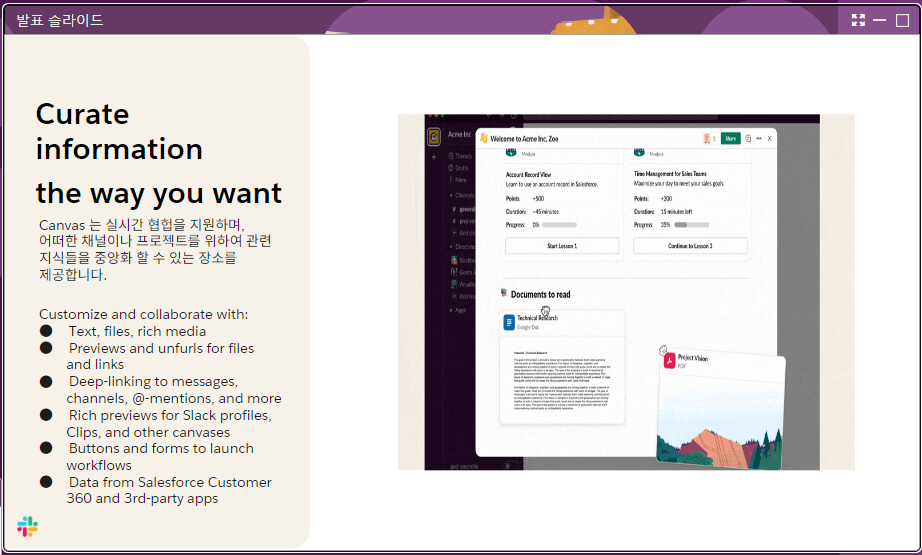 발표 슬라이드
Curate
information
the way you want
Canvas 는 실시간 협헙을 지원하며,
어떠한 채널이나 프로젝트를 위하여 관련
지식들을 중앙화 할 수 있는 장소를
제공합니다.
Customize and collaborate with:
● Text, files, rich media
● Previews and unfurls for files
and links
● Deep-linking to messages,
channels, @-mentions, and more
● Rich previews for Slack profiles,
Clips, and other canvases
● Buttons and forms to launch
workflows
● Data from Salesforce Customer
360 and 3rd-party apps
Acme Inc
Threads
Drafts
More
Channels
general
Direct
Apps
Welcome to Acme Inc, Zoe
1
Share
Module
Module
Account Record View
Learn to use an account record in Salesforce.
Points: +500
Duration: ~45 minutes
Progress: 0%
Start Lesson 1
Time Management for Sales Teams
Maximize your day to meet your sales goals.
Points: +200
Duration: 15 minutes left
Progress: 35%
Continue to Lesson 3
Documents to read
Technical Research
Google Doc
Project Vision
PDF